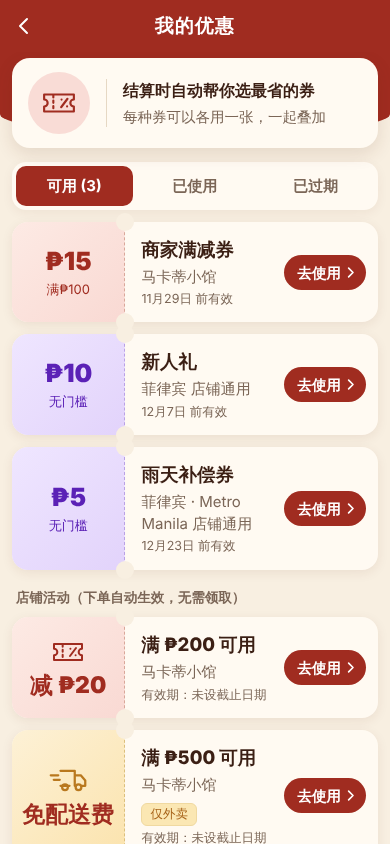 我的优惠
结算时自动帮你选最省的券
每种券可以各用一张，一起叠加
可用 (3)
已使用
已过期
₱15
满₱100
商家满减券
马卡蒂小馆
11月29日 前有效
去使用
₱10
无门槛
新人礼
菲律宾 店铺通用
12月7日 前有效
去使用
₱5
无门槛
雨天补偿券
菲律宾 · Metro
Manila 店铺通用
12月23日 前有效
去使用
店铺活动（下单自动生效，无需领取）
减 ₱20
满 ₱200 可用
马卡蒂小馆
有效期：未设截止日期
去使用
免配送费
满 ₱500 可用
马卡蒂小馆
仅外卖
有效期：未设截止日期
去使用